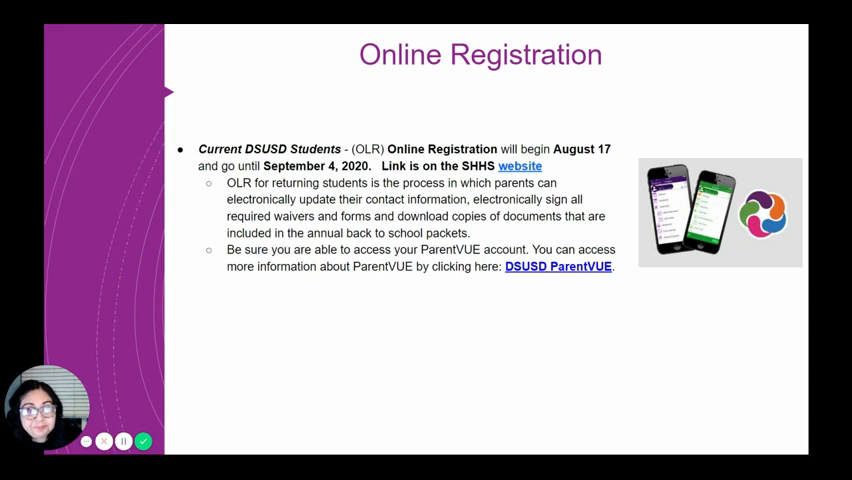 Online Registration
● Current DSUSD Students - (OLR) Online Registration will begin August 17
and go until September 4, 2020. Link is on the SHHS website
○ OLR for returning students is the process in which parents can
electronically update their contact information, electronically sign all
required waivers and forms and download copies of documents that are
included in the annual back to school packets.
○ Be sure you are able to access your ParentVUE account. You can access
more information about ParentVUE by clicking here: DSUSD ParentVUE.